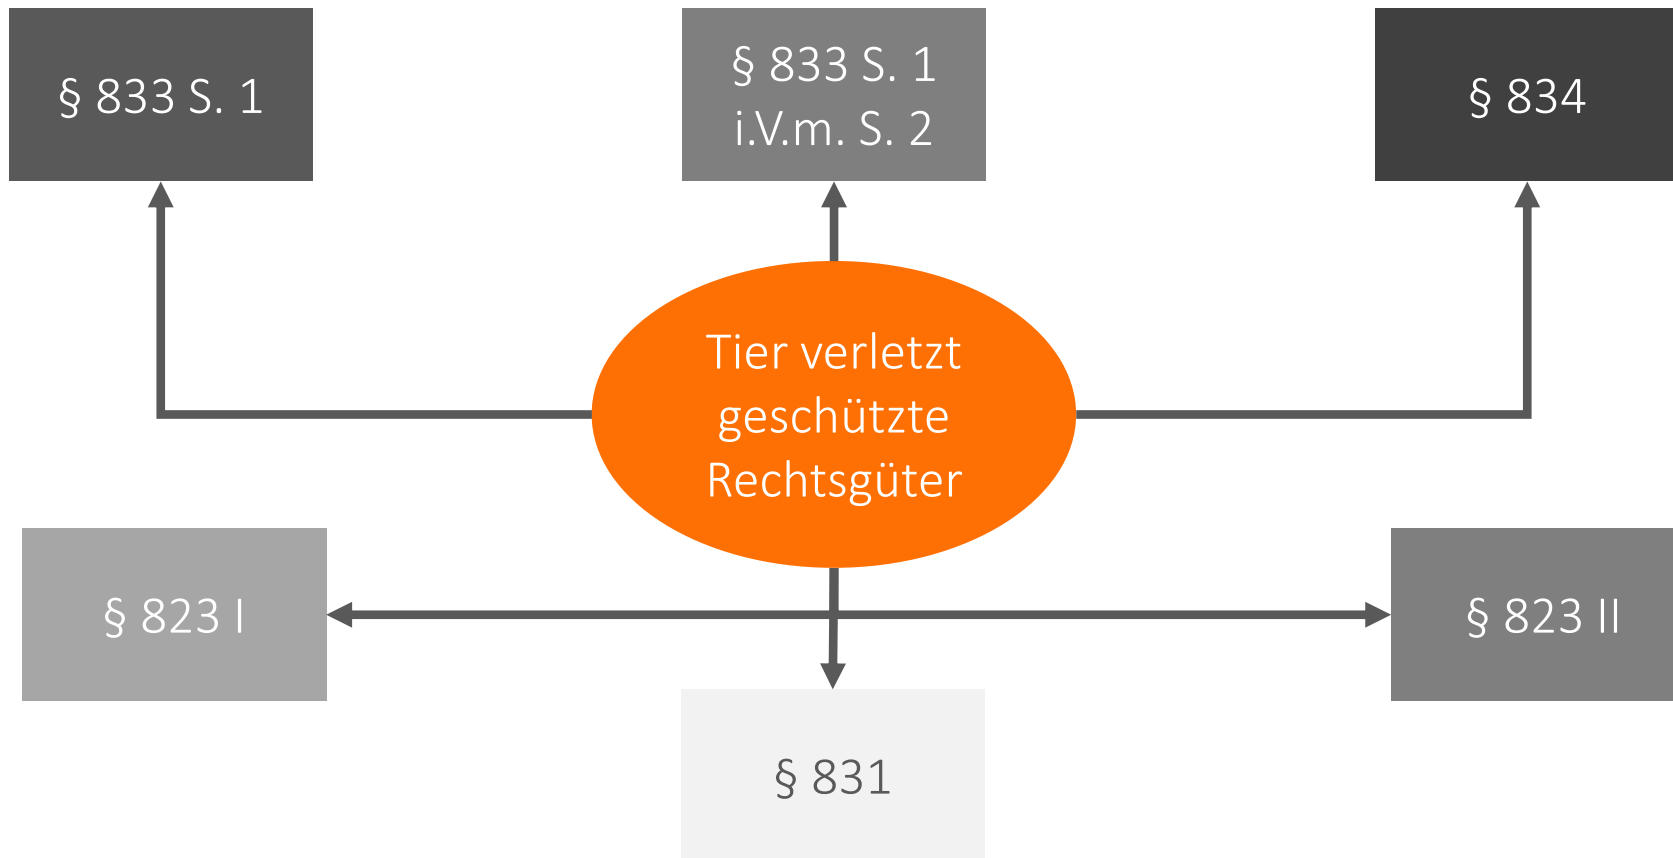 § 833 S. 1
§ 833 S. 1
i.V.m. S. 2
§ 834
Tier verletzt
geschützte
Rechtsgüter
§ 823 I
§ 823 II
§ 831